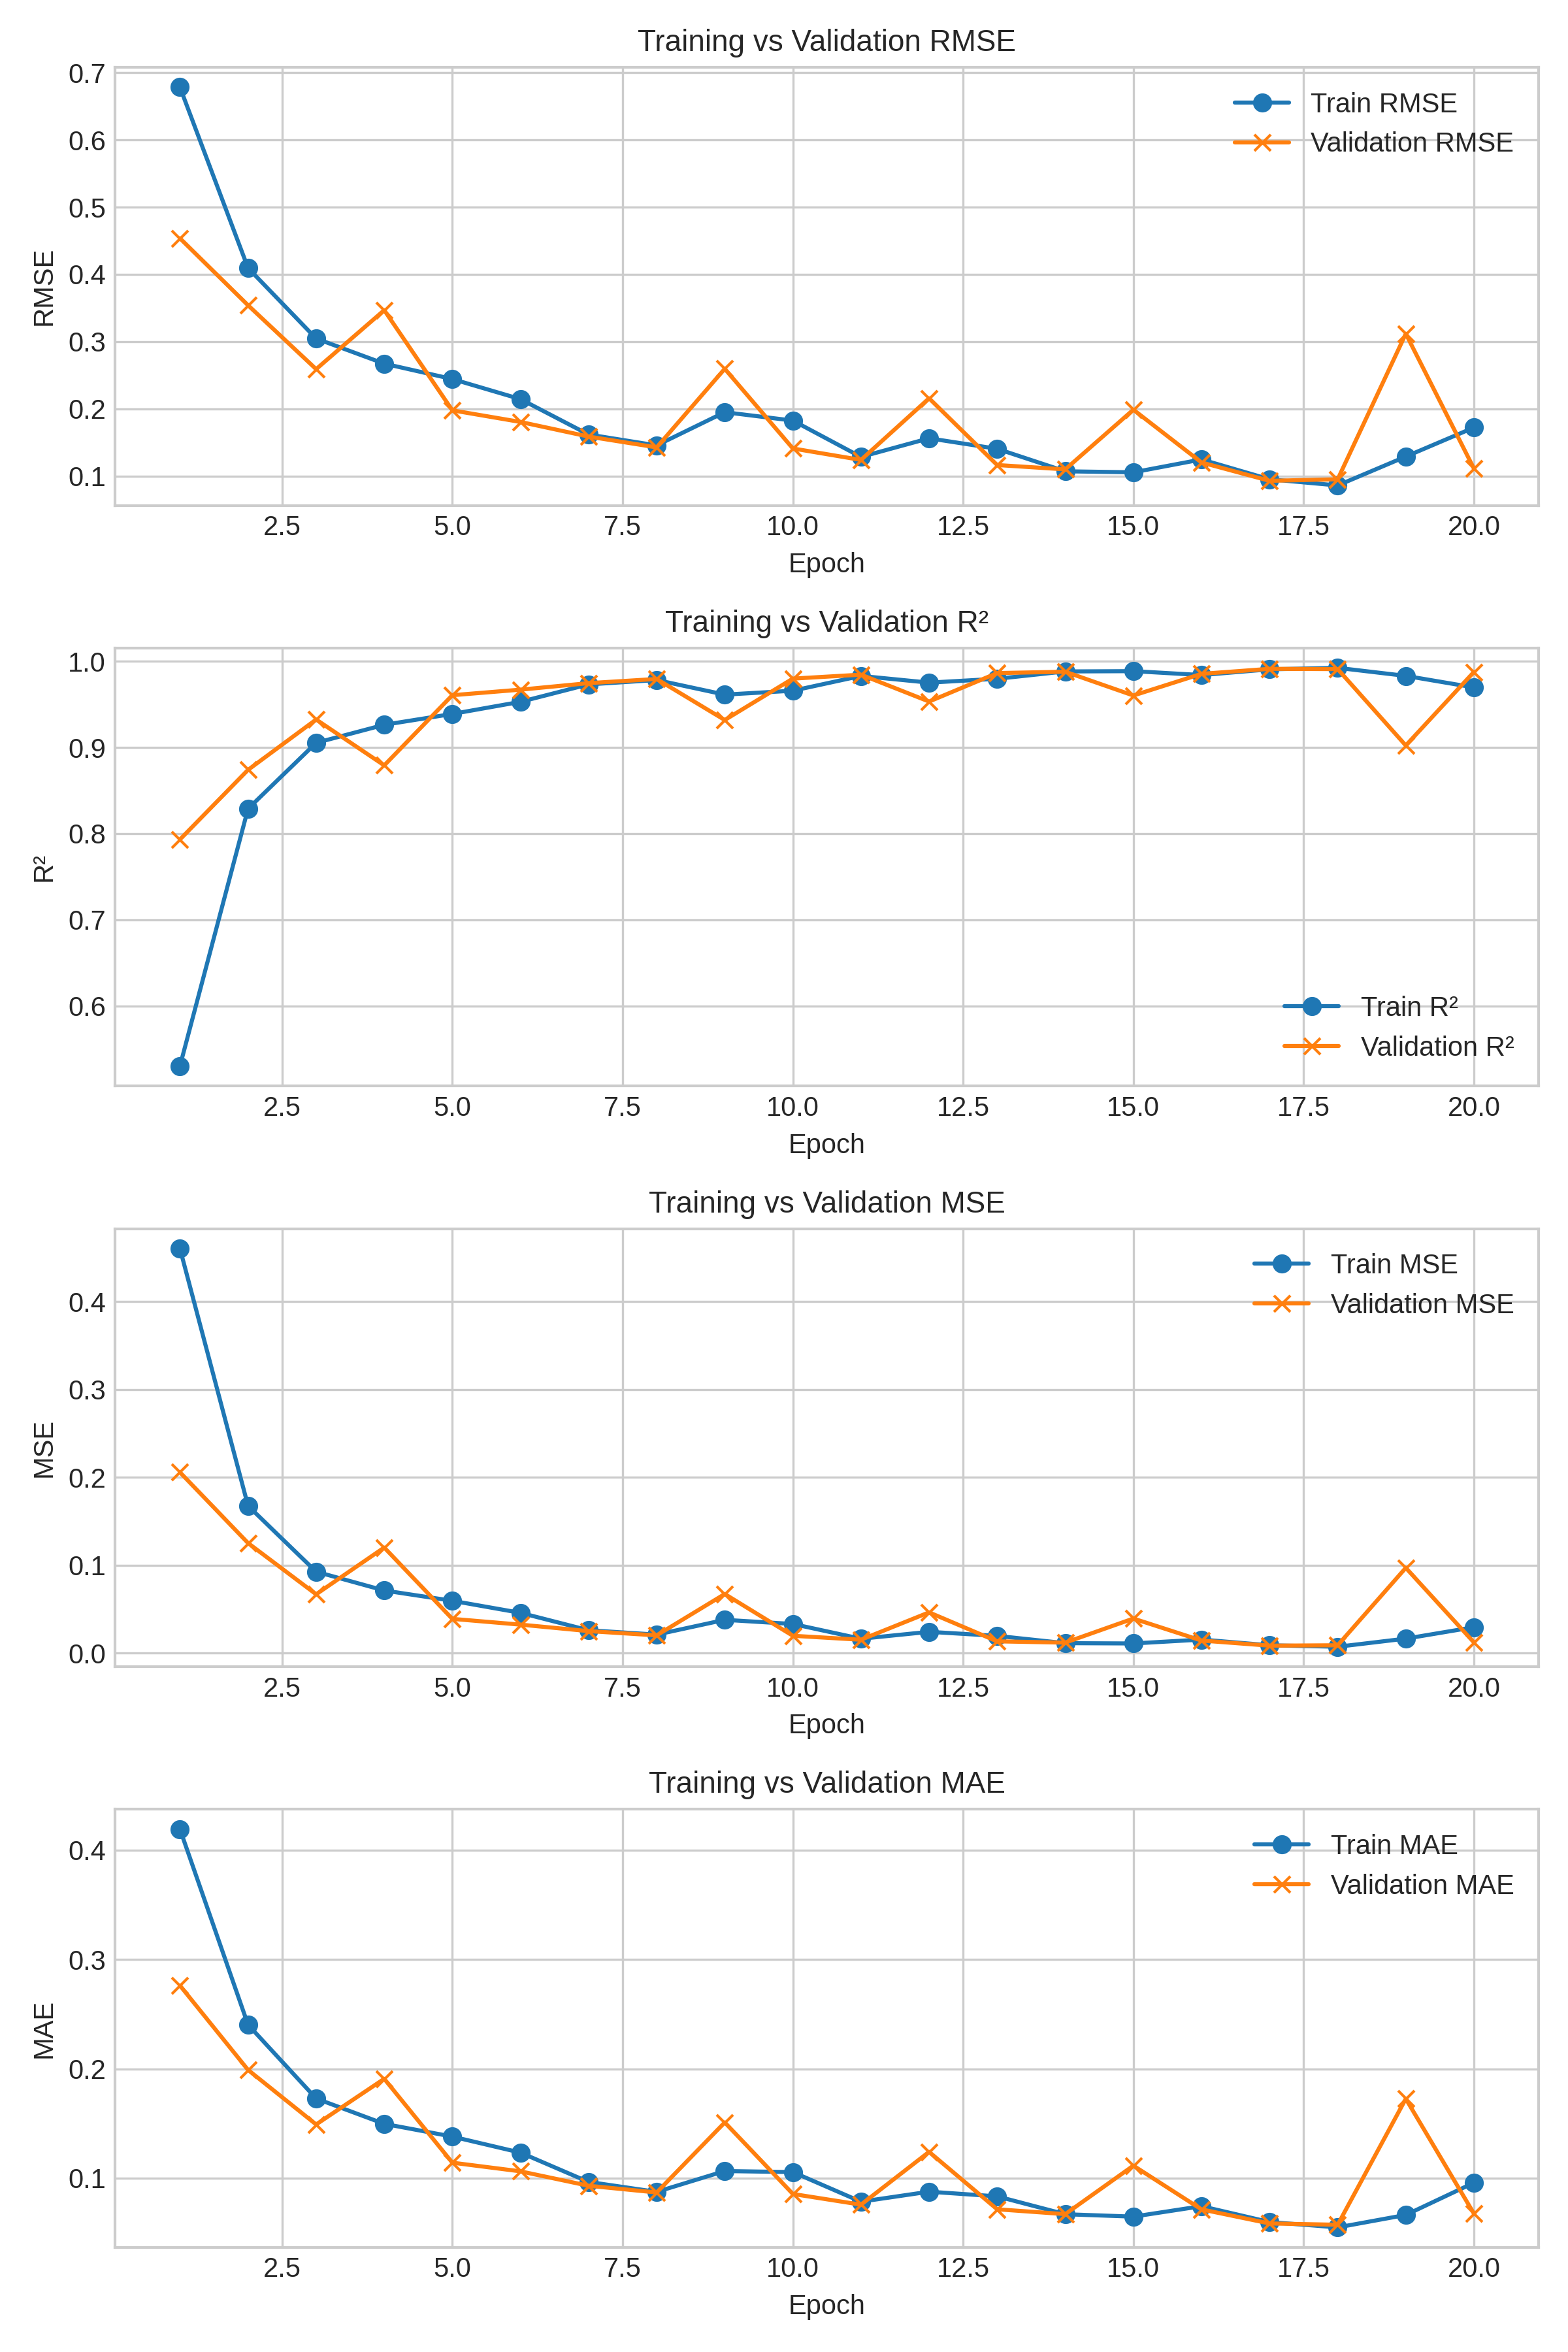 Training vs Validation RMSE
0.7
0.6
0.5
0.4
0.3
0.2
0.1
RMSE
Train RMSE
Validation RMSE
2.5 5.0 7.5 10.0 12.5 15.0 17.5 20.0
Epoch
Training vs Validation R²
1.0
0.9
0.8
0.7
0.6
R²
Train R²
Validation R²
2.5 5.0 7.5 10.0 12.5 15.0 17.5 20.0
Epoch
Training vs Validation MSE
0.4
0.3
0.2
0.1
0.0
MSE
Train MSE
Validation MSE
2.5 5.0 7.5 10.0 12.5 15.0 17.5 20.0
Epoch
Training vs Validation MAE
0.4
0.3
0.2
0.1
MAE
Train MAE
Validation MAE
2.5 5.0 7.5 10.0 12.5 15.0 17.5 20.0
Epoch